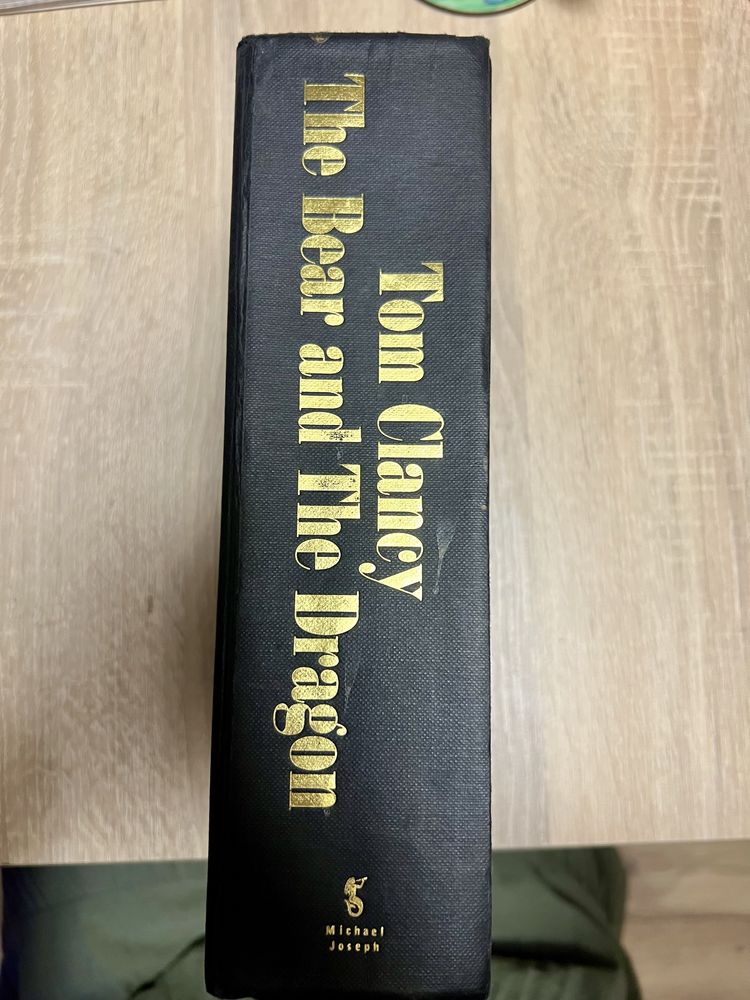 Tom Clancy
The Bear and The Dragon
Michael
Joseph